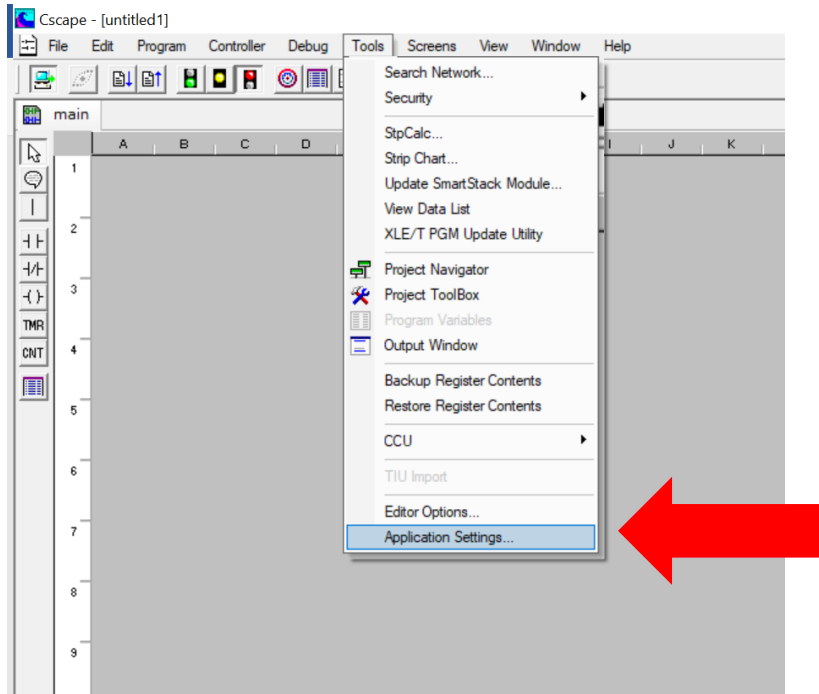 Cscape - [untitled1]
File Edit Program Controller Debug Tools Screens View Window Help
main
A B C D I J K
Search Network...
Security
StpCalc...
Strip Chart...
Update SmartStack Module...
View Data List
XLE/T PGM Update Utility
Project Navigator
Project ToolBox
Program Variables
Output Window
Backup Register Contents
Restore Register Contents
CCU
TIU Import
Editor Options...
Application Settings...
TMR
CNT
1
2
3
4
5
6
7
8
9